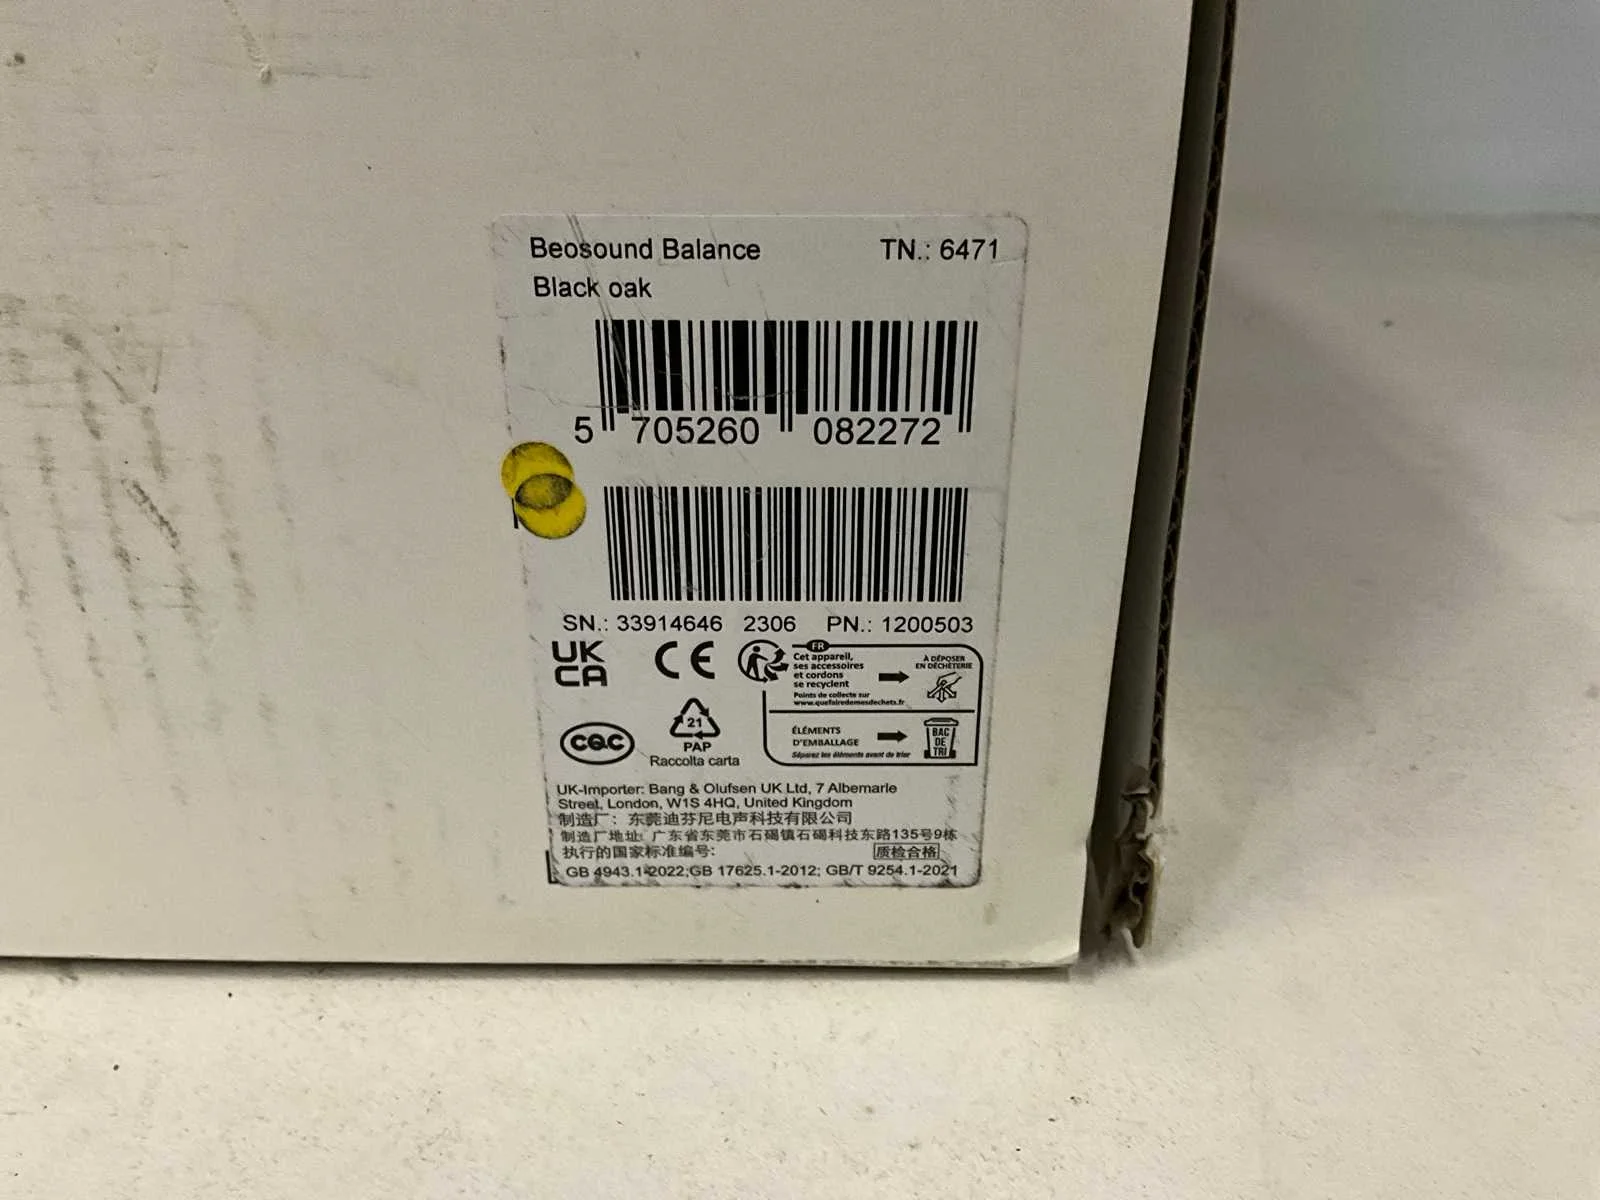 Beosound Balance TN.: 6471
Black oak
5 705260 082272
SN.: 33914646 2306 PN.: 1200503
UK
CA
CE
FR
Cet appareil,
ses accessoires
et cordons
se recyclent
Points de collecte sur
www.quefairedemesdechets.fr
À DÉPOSER
EN DÉCHÈTERIE
ÉLÉMENTS
D'EMBALLAGE
Séparez les éléments avant de trier
BAC
DE
TRI
CQC
21
PAP
Raccolta carta
UK-Importer: Bang & Olufsen UK Ltd, 7 Albemarle
Street, London, W1S 4HQ, United Kingdom
制造厂: 东莞迪芬尼电声科技有限公司
制造厂地址: 广东省东莞市石碣镇石碣科技东路135号9栋
执行的国家标准编号: 质检合格
GB 4943.1-2022;GB 17625.1-2012; GB/T 9254.1-2021